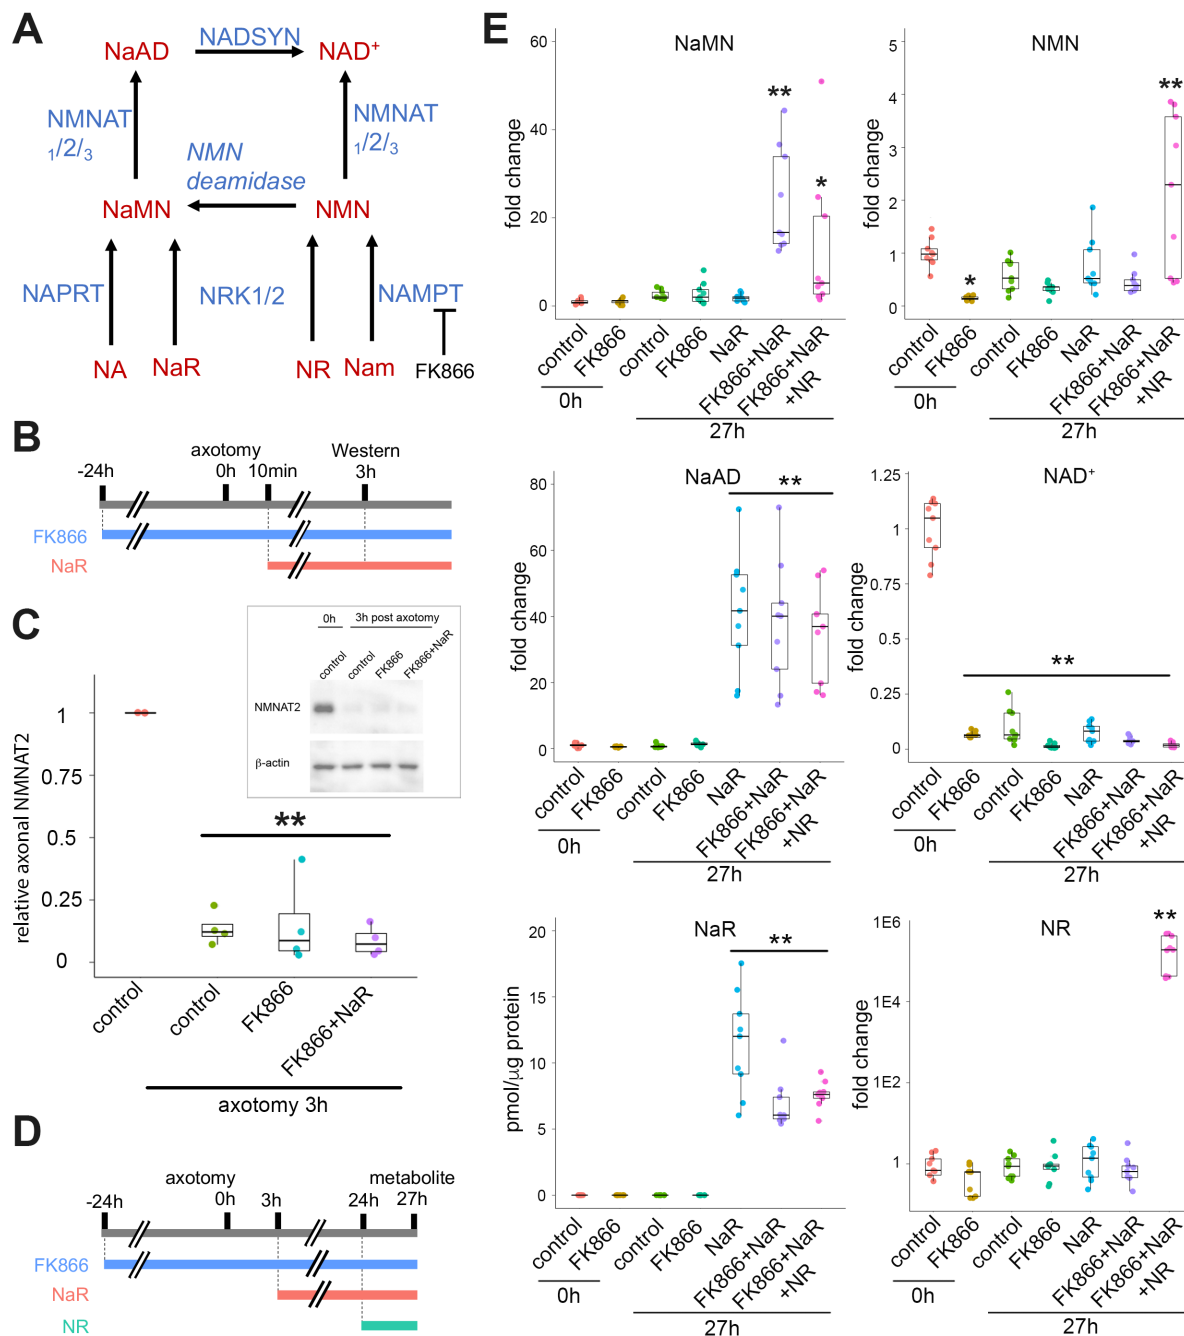 A
NaAD
NADSYN
NAD+
NMNAT
1/2/3
NMNAT
1/2/3
NMN
deamidase
NaMN
NMN
NAPRT
NRK1/2
NAMPT
NA
NaR
NR
Nam
FK866
B
axotomy
Western
-24h
0h
10min
3h
FK866
NaR
C
0h
3h post axotomy
control
control
FK866
FK866+NaR
NMNAT2
β-actin
relative axonal NMNAT2
1
0.75
0.5
0.25
0
**
control
control
FK866
FK866+NaR
axotomy 3h
D
axotomy
metabolite
-24h
0h
3h
24h
27h
FK866
NaR
NR
E
NaMN
fold change
60
40
20
0
**
*
control
FK866
control
FK866
NaR
FK866+NaR
FK866+NaR
+NR
0h
27h
NMN
fold change
5
4
3
2
1
0
*
**
control
FK866
control
FK866
NaR
FK866+NaR
FK866+NaR
+NR
0h
27h
NaAD
fold change
80
60
40
20
0
**
control
FK866
control
FK866
NaR
FK866+NaR
FK866+NaR
+NR
0h
27h
NAD+
fold change
1.25
1
0.75
0.5
0.25
0
**
control
FK866
control
FK866
NaR
FK866+NaR
FK866+NaR
+NR
0h
27h
NaR
pmol/µg protein
20
15
10
5
0
**
control
FK866
control
FK866
NaR
FK866+NaR
FK866+NaR
+NR
0h
27h
NR
fold change
1E6
1E4
1E2
1
**
control
FK866
control
FK866
NaR
FK866+NaR
FK866+NaR
+NR
0h
27h